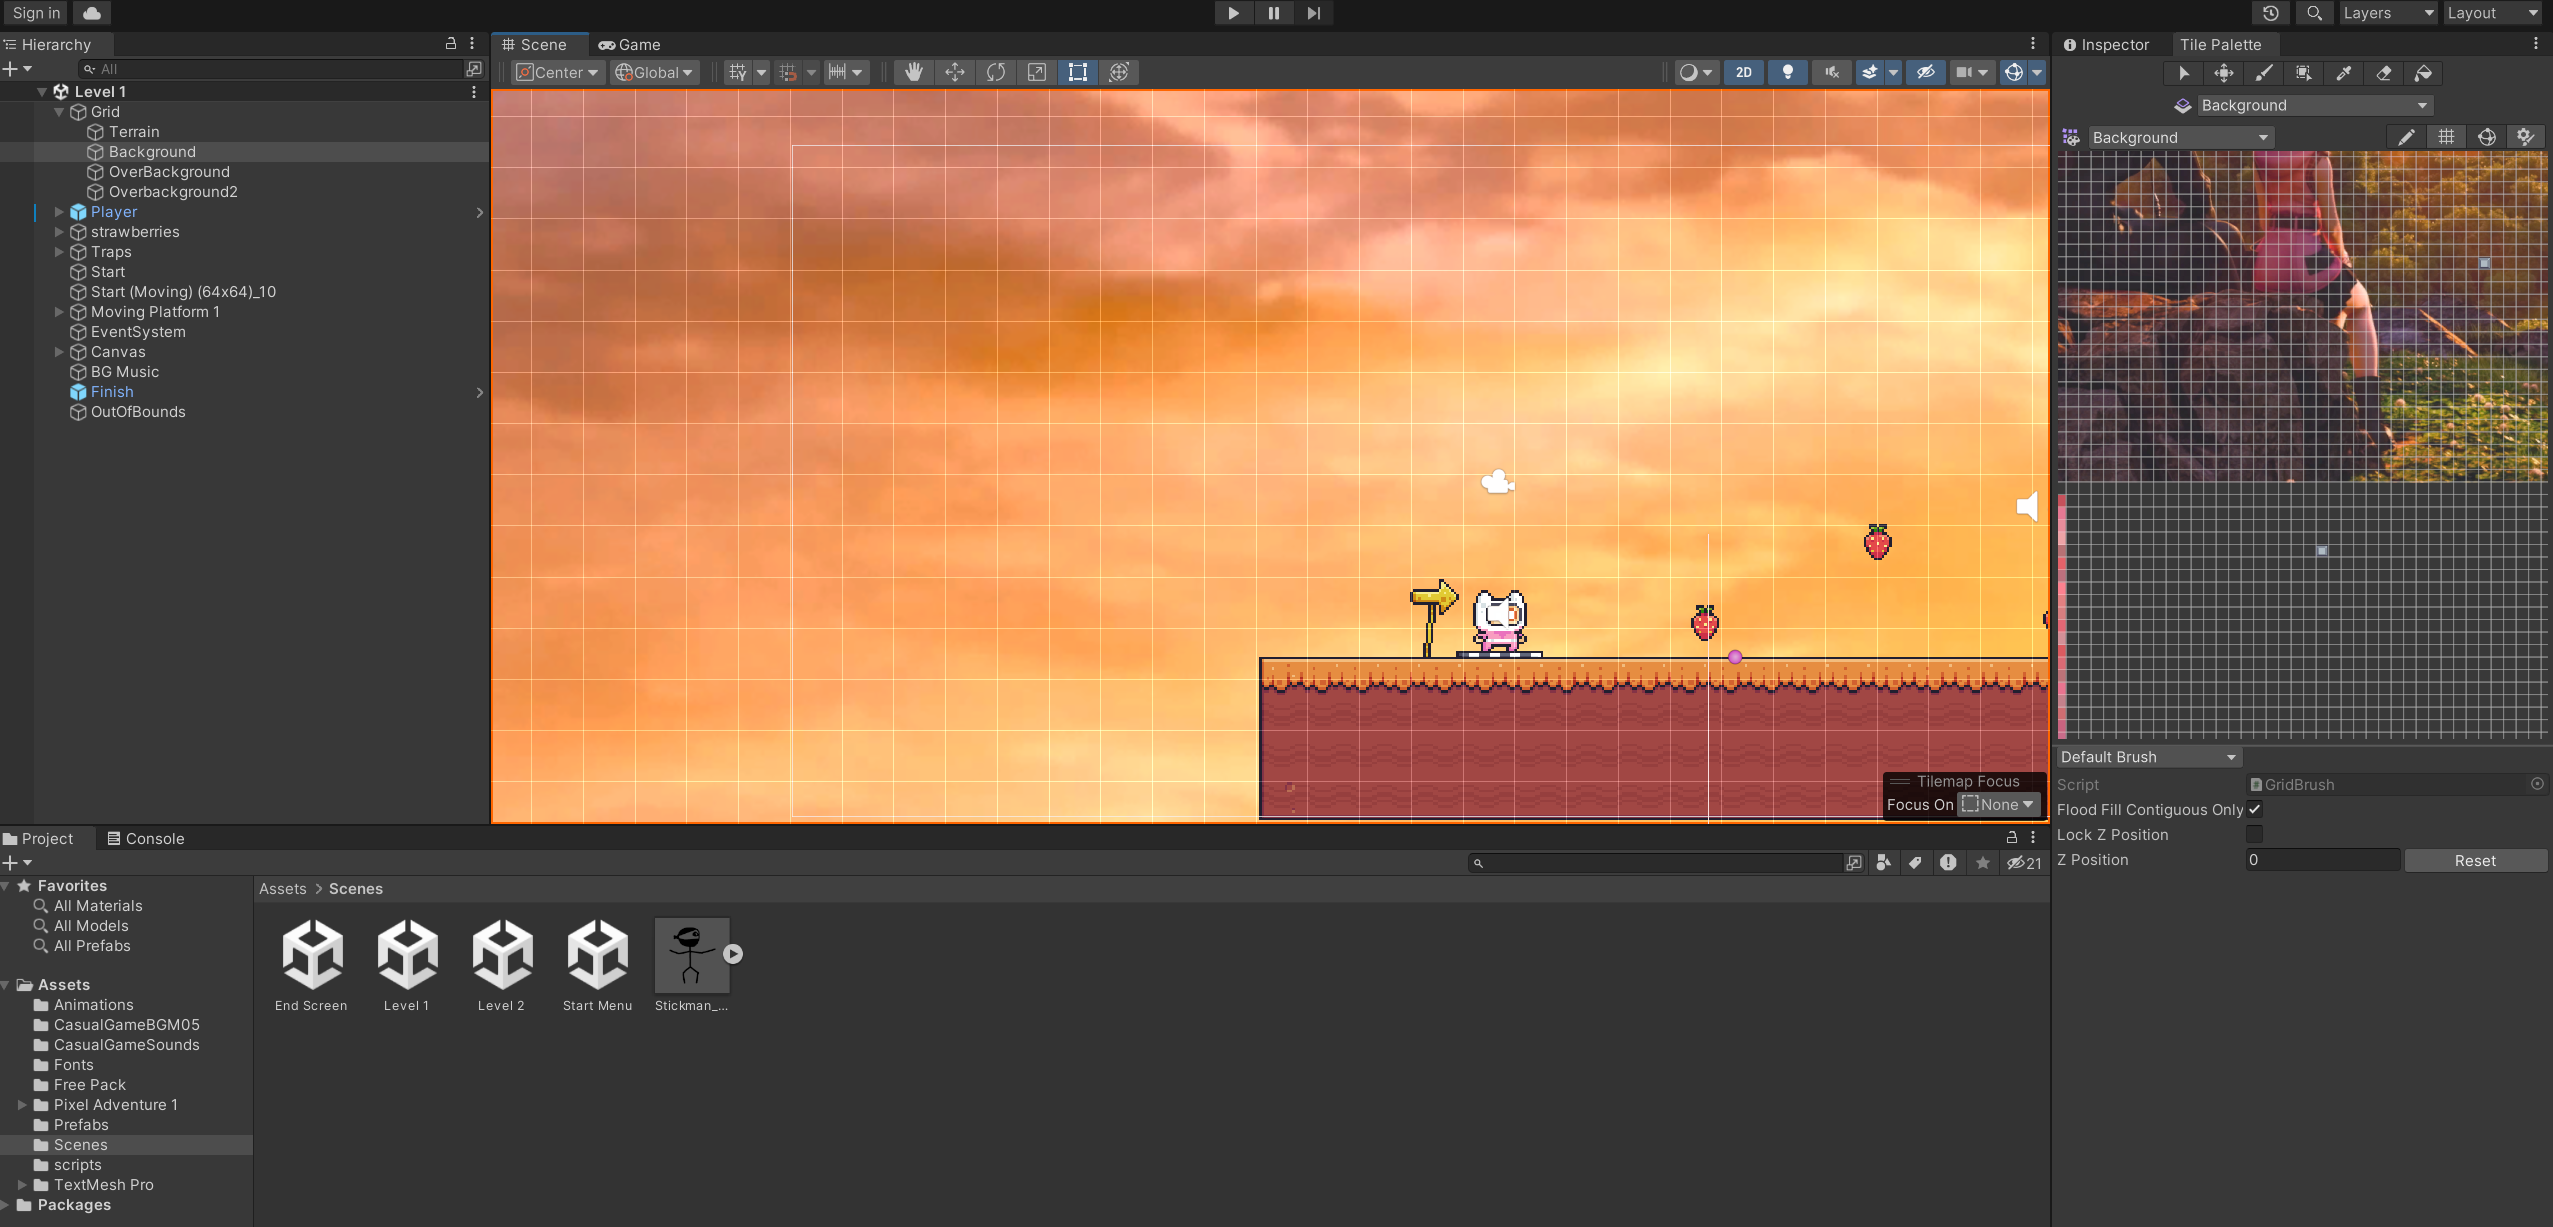 Sign in
Layers
Layout
Hierarchy
All
Level 1
Grid
Terrain
Background
OverBackground
Overbackground2
Player
strawberries
Traps
Start
Start (Moving) (64x64)_10
Moving Platform 1
EventSystem
Canvas
BG Music
Finish
OutOfBounds
Scene
Game
Center
Global
2D
Tilemap Focus
Focus On
None
Inspector
Tile Palette
Background
Background
Default Brush
Script
GridBrush
Flood Fill Contiguous Only
Lock Z Position
Z Position
0
Reset
Project
Console
21
Favorites
All Materials
All Models
All Prefabs
Assets
Animations
CasualGameBGM05
CasualGameSounds
Fonts
Free Pack
Pixel Adventure 1
Prefabs
Scenes
scripts
TextMesh Pro
Packages
Assets > Scenes
End Screen
Level 1
Level 2
Start Menu
Stickman_...